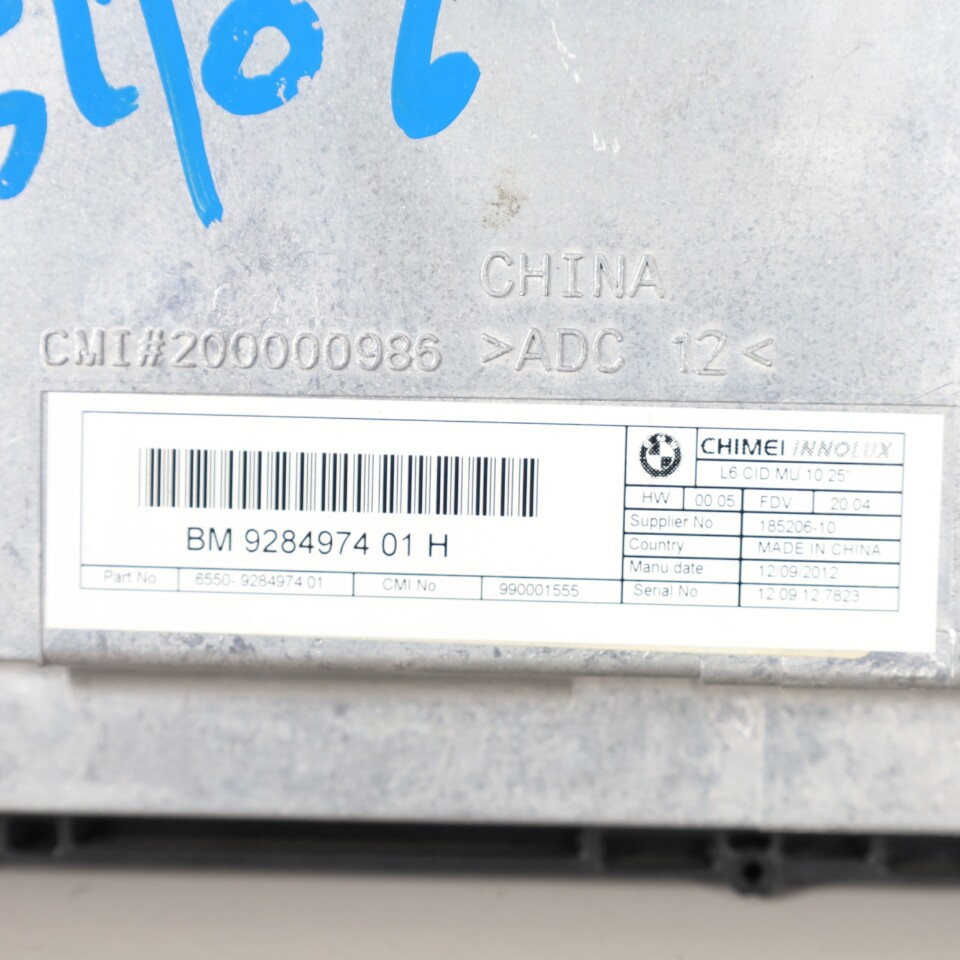 CHINA
CMI#200000986 >ADC 12<
BM 9284974 01 H
Part No 6550- 9284974 01 CMI No 990001555
CHIMEI INNOLUX
L6 CID MU 10 25"
HW 00 05 FDV 20 04
Supplier No 185206-10
Country MADE IN CHINA
Manu date 12/09/2012
Serial No 12 09 12 7823